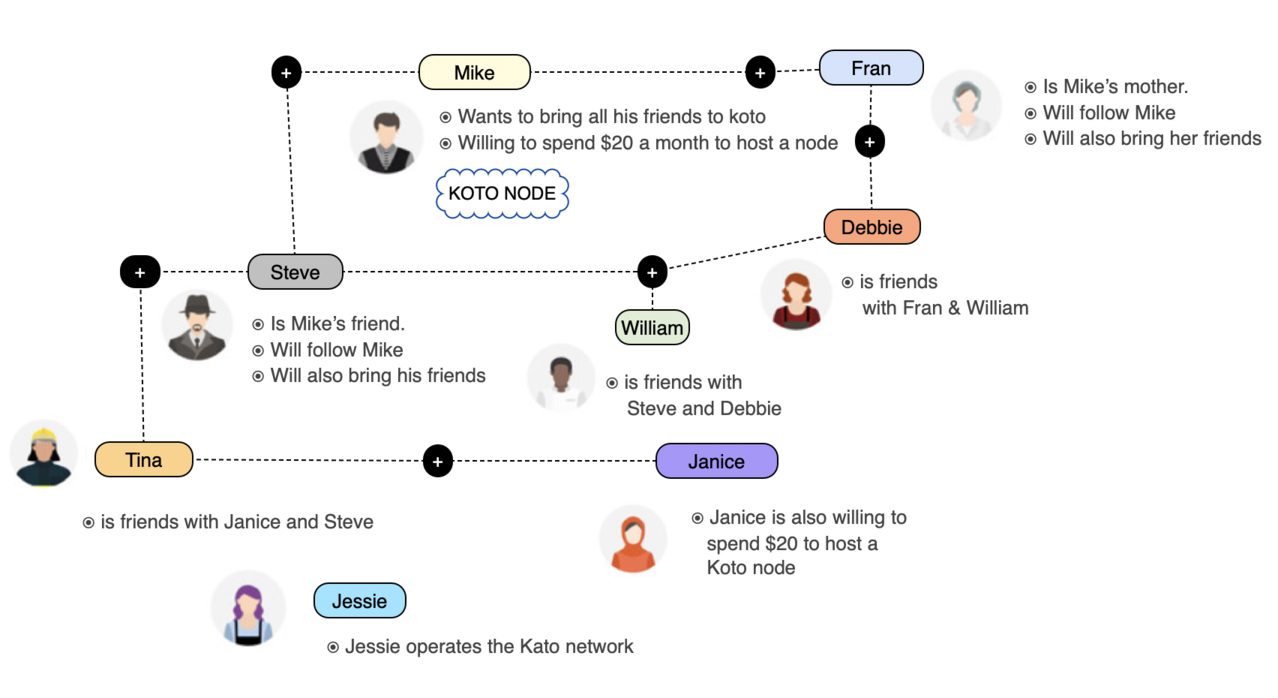 Mike
Fran
Wants to bring all his friends to koto
Willing to spend $20 a month to host a node
KOTO NODE
Is Mike's mother.
Will follow Mike
Will also bring her friends
Debbie
is friends
with Fran & William
Steve
Is Mike's friend.
Will follow Mike
Will also bring his friends
William
is friends with
Steve and Debbie
Tina
is friends with Janice and Steve
Janice
Janice is also willing to
spend $20 to host a
Koto node
Jessie
Jessie operates the Kato network